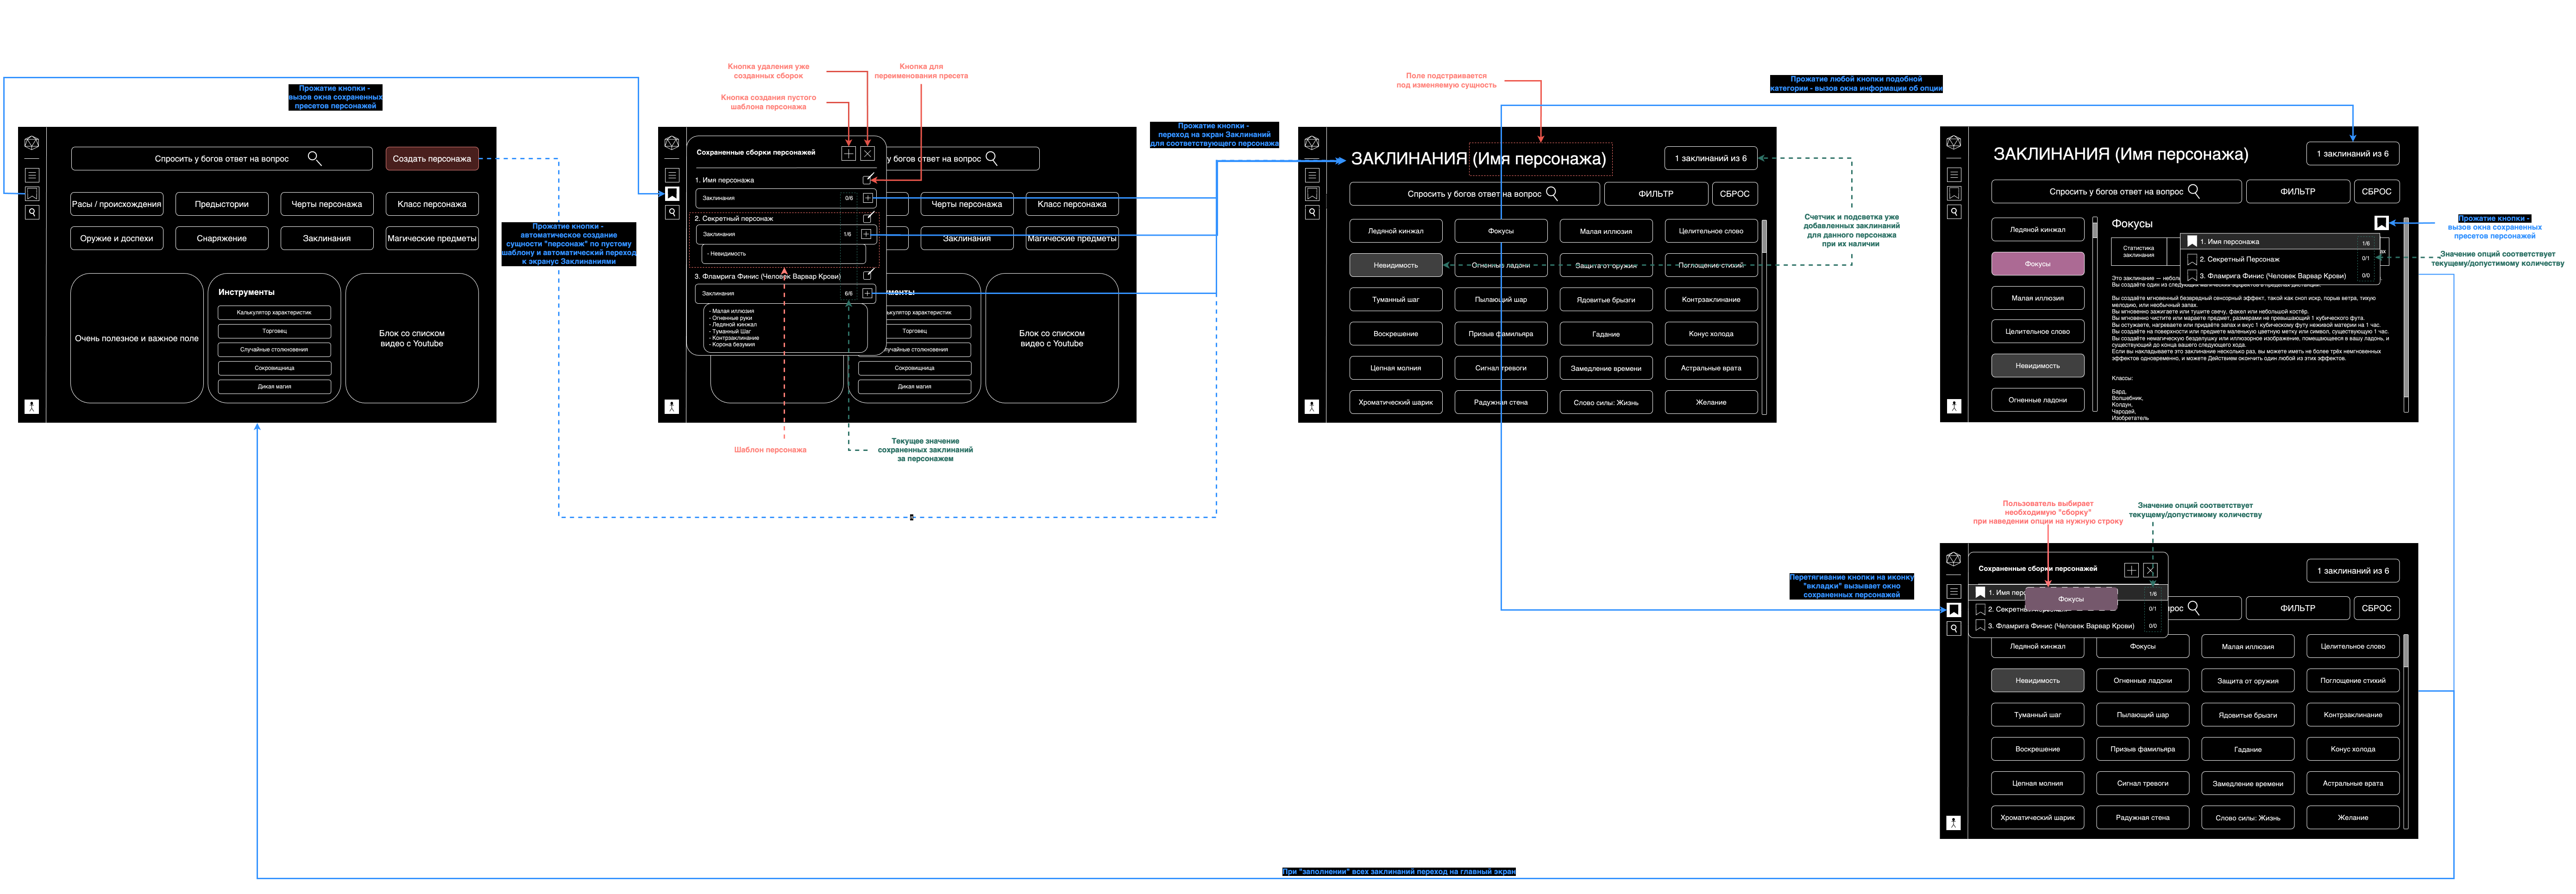 Прожатие кнопки -
вызов окна сохраненных
пресетов персонажей
Спросить у богов ответ на вопрос
Создать персонажа
Расы / происхождения
Предыстории
Черты персонажа
Класс персонажа
Оружие и доспехи
Снаряжение
Заклинания
Магические предметы
Очень полезное и важное поле
Инструменты
Калькулятор характеристик
Торговец
Случайные столкновения
Сокровищница
Дикая магия
Блок со списком
видео с Youtube
Прожатие кнопки -
автоматическое создание
сущности "персонаж" по пустому
шаблону и автоматический переход
к экранус Заклинаниями
Кнопка удаления уже
созданных сборок
Кнопка для
переименования пресета
Кнопка создания пустого
шаблона персонажа
Сохраненные сборки персонажей
у богов ответ на вопрос
1. Имя персонажа
Заклинания
0/6
2. Секретный персонаж
Заклинания
1/6
- Невидимость
3. Фламрига Финис (Человек Варвар Крови)
Заклинания
6/6
- Малая иллюзия
- Огненные руки
- Ледяной кинжал
- Туманный Шаг
- Контрзаклинание
- Корона безумия
Черты персонажа
Класс персонажа
Заклинания
Магические предметы
менты
лькулятор характеристик
Торговец
лучайные столкновения
Сокровищница
Дикая магия
Блок со списком
видео с Youtube
Шаблон персонажа
Текущее значение
сохраненных заклинаний
за персонажем
Прожатие кнопки -
переход на экран Заклинаний
для соответствующего персонажа
Поле подстраивается
под изменяемую сущность
ЗАКЛИНАНИЯ (Имя персонажа)
1 заклинаний из 6
Спросить у богов ответ на вопрос
ФИЛЬТР
СБРОС
Ледяной кинжал
Фокусы
Малая иллюзия
Целительное слово
Невидимость
Огненные ладони
Защита от оружия
Поглощение стихий
Туманный шаг
Пылающий шар
Ядовитые брызги
Контрзаклинание
Воскрешение
Призыв фамильяра
Гадание
Конус холода
Цепная молния
Сигнал тревоги
Замедление времени
Астральные врата
Хроматический шарик
Радужная стена
Слово силы: Жизнь
Желание
Счетчик и подсветка уже
добавленных заклинаний
для данного персонажа
при их наличии
Прожатие любой кнопки подобной
категории - вызов окна информации об опции
ЗАКЛИНАНИЯ (Имя персонажа)
1 заклинаний из 6
Спросить у богов ответ на вопрос
ФИЛЬТР
СБРОС
Ледяной кинжал
Фокусы
Малая иллюзия
Целительное слово
Невидимость
Огненные ладони
Фокусы
Статистика
заклинания
1. Имя персонажа
1/6
2. Секретный Персонаж
0/1
3. Фламрига Финис (Человек Варвар Крови)
0/0
Это заклинание — небол
Вы создаёте один из следующих магических эффектов в пределах дистанции:
Вы создаёте мгновенный безвредный сенсорный эффект, такой как сноп искр, порыв ветра, тихую
мелодию, или необычный запах.
Вы мгновенно зажигаете или тушите свечу, факел или небольшой костёр.
Вы мгновенно чистите или мараете предмет, размерами не превышающий 1 кубического фута.
Вы остужаете, нагреваете или придаёте запах и вкус 1 кубическому футу неживой материи на 1 час.
Вы создаёте на поверхности или предмете маленькую цветную метку или символ, существующую 1 час.
Вы создаёте немагическую безделушку или иллюзорное изображение, помещающееся в вашу ладонь, и
существующий до конца вашего следующего хода.
Если вы накладываете это заклинание несколько раз, вы можете иметь не более трёх немгновенных
эффектов одновременно, и можете Действием окончить один любой из этих эффектов.
Классы:
Бард,
Волшебник,
Колдун,
Чародей,
Изобретатель
Прожатие кнопки -
вызов окна сохраненных
пресетов персонажей
Значение опций соответствует
текущему/допустимому количеству
Перетягивание кнопки на иконку
"вкладки" вызывает окно
сохраненных персонажей
Пользователь выбирает
необходимую "сборку"
при наведении опции на нужную строку
Значение опций соответствует
текущему/допустимому количеству
Сохраненные сборки персонажей
1. Имя перс
1/6
Фокусы
2. Секретн
0/1
3. Фламрига Финис (Человек Варвар Крови)
0/0
1 заклинаний из 6
прос
ФИЛЬТР
СБРОС
Ледяной кинжал
Фокусы
Малая иллюзия
Целительное слово
Невидимость
Огненные ладони
Защита от оружия
Поглощение стихий
Туманный шаг
Пылающий шар
Ядовитые брызги
Контрзаклинание
Воскрешение
Призыв фамильяра
Гадание
Конус холода
Цепная молния
Сигнал тревоги
Замедление времени
Астральные врата
Хроматический шарик
Радужная стена
Слово силы: Жизнь
Желание
При "заполнении" всех заклинаний переход на главный экран